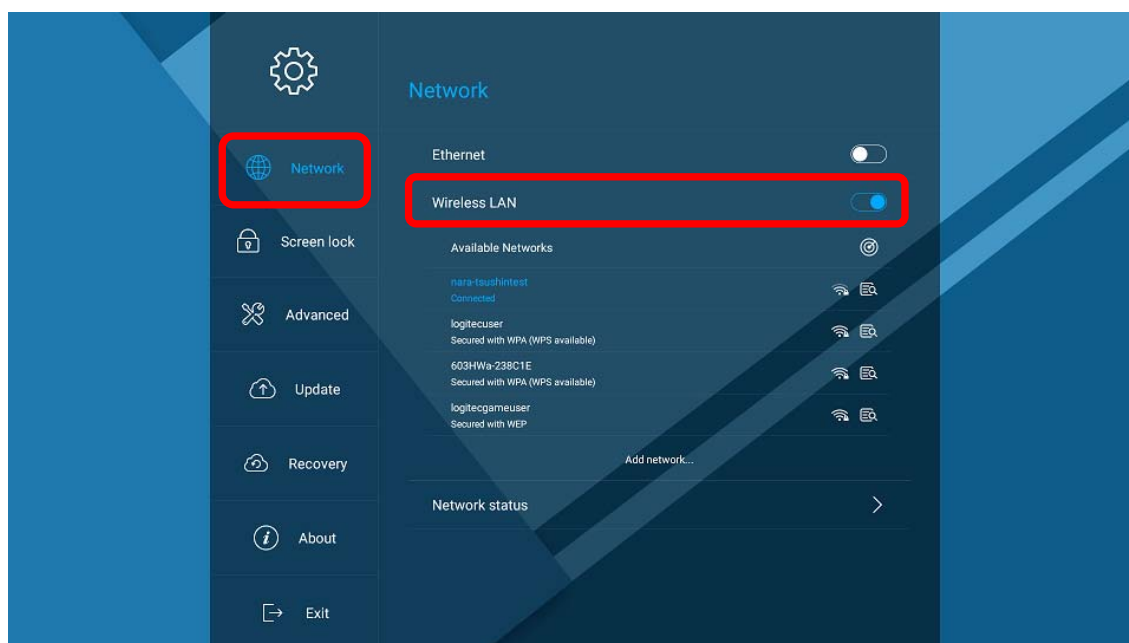 Network
Screen lock
Advanced
Update
Recovery
About
Exit
Network
Ethernet
Wireless LAN
Available Networks
nara-tsushintest
Connected
logitecuser
Secured with WPA (WPS available)
603HWa-238C1E
Secured with WPA (WPS available)
logitecgameuser
Secured with WEP
Add network...
Network status